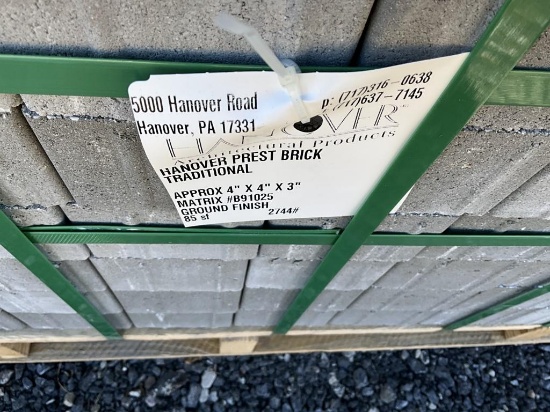 5000 Hanover Road
p: (717)316-0638
Hanover, PA 17331
637-7145
HANOVER
Architectural Products
HANOVER PREST BRICK
TRADITIONAL
APPROX 4" X 4" X 3"
MATRIX #B91025
GROUND FINISH
85 sf 2744#